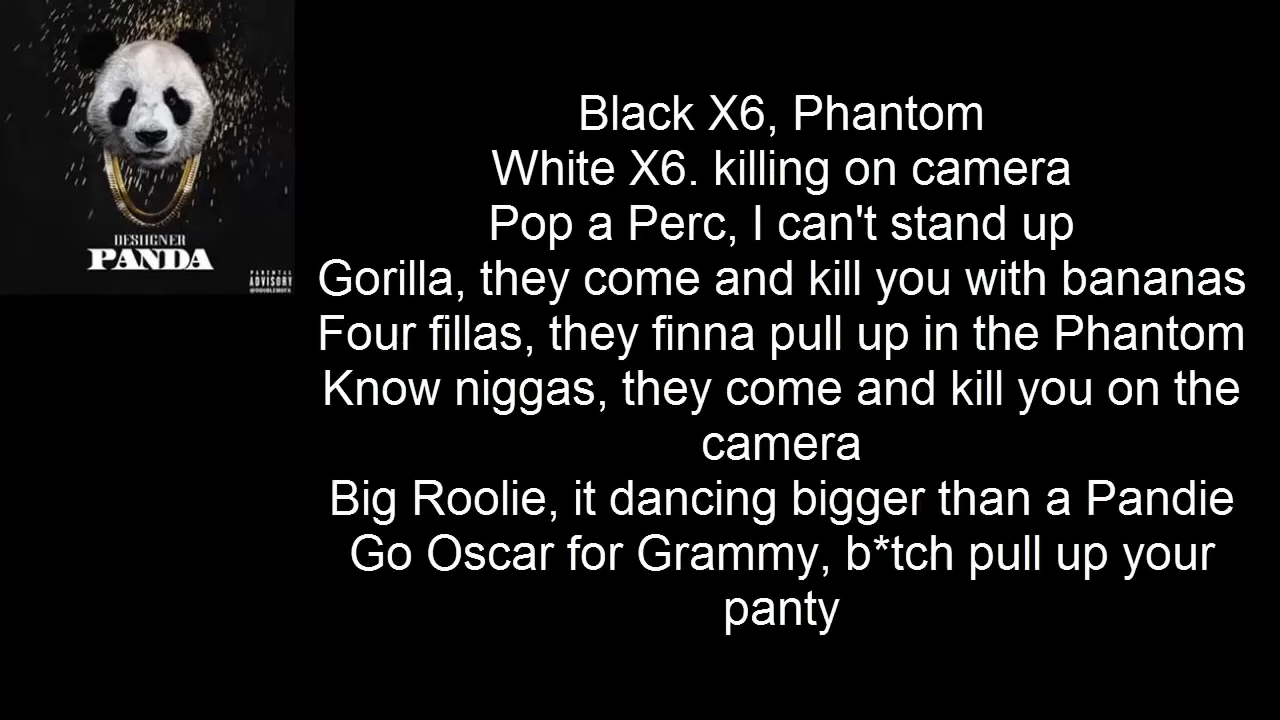 DESIIGNER
PANDA
PARENTAL
ADVISORY
Black X6, Phantom
White X6. killing on camera
Pop a Perc, I can't stand up
Gorilla, they come and kill you with bananas
Four fillas, they finna pull up in the Phantom
Know niggas, they come and kill you on the
camera
Big Roolie, it dancing bigger than a Pandie
Go Oscar for Grammy, b*tch pull up your
panty